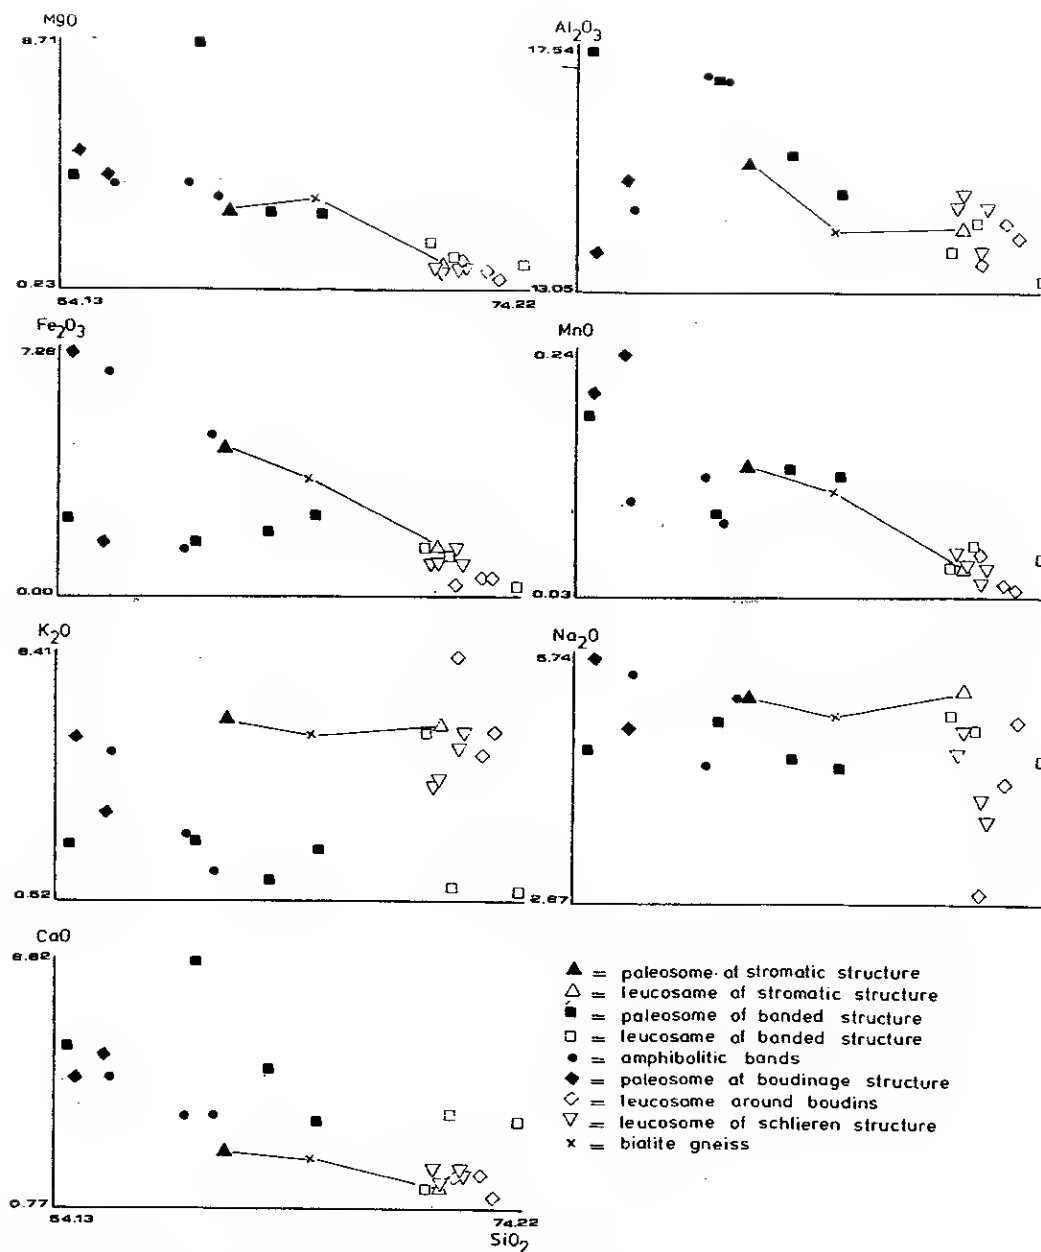 MgO
8.71
0.23
54.13
74.22
Al2O3
17.54
13.05
Fe2O3
7.26
0.00
MnO
0.24
0.03
K2O
6.41
0.52
Na2O
5.74
2.67
CaO
6.62
0.77
54.13
74.22
SiO2
▲ = paleosome of stromatic structure
△ = leucosome of stromatic structure
■ = paleosome of banded structure
□ = leucosome of banded structure
● = amphibolitic bands
◆ = paleosome of boudinage structure
◇ = leucosome around boudins
▽ = leucosome of schlieren structure
× = biotite gneiss